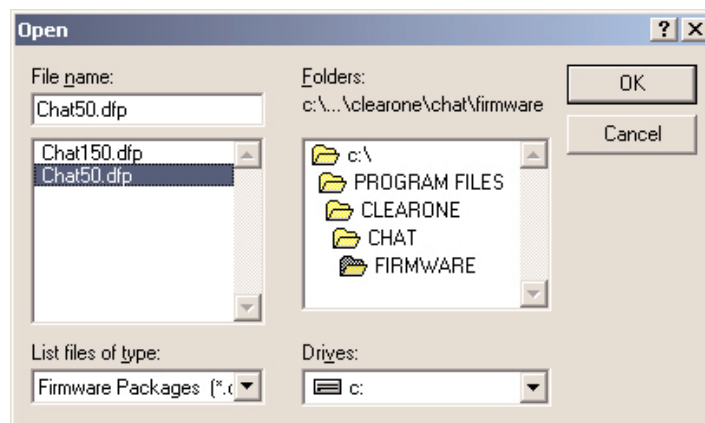 Open
File name:
Chat50.dfp
Chat150.dfp
Chat50.dfp
List files of type:
Firmware Packages (*.
Folders:
c:\...\clearone\chat\firmware
c:\
PROGRAM FILES
CLEARONE
CHAT
FIRMWARE
Drives:
c:
OK
Cancel